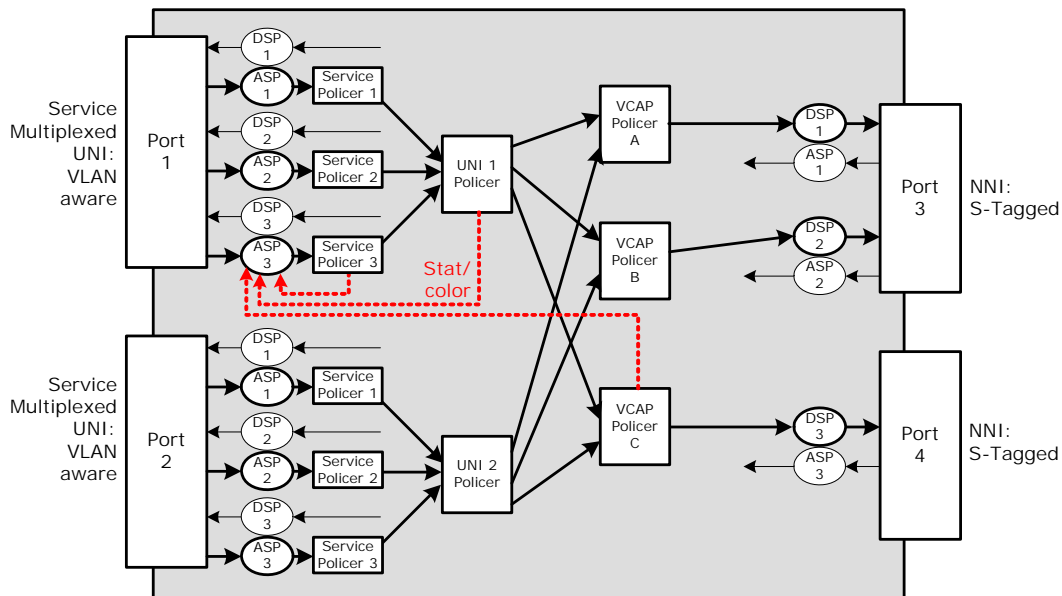 Service
Multiplexed
UNI:
VLAN
aware
Port
1
DSP
1
ASP
1
Service
Policer 1
DSP
2
ASP
2
Service
Policer 2
DSP
3
ASP
3
Service
Policer 3
UNI 1
Policer
Stat/
color
VCAP
Policer
A
VCAP
Policer
B
DSP
1
ASP
1
DSP
2
ASP
2
Port
3
NNI:
S-Tagged
Service
Multiplexed
UNI:
VLAN
aware
Port
2
DSP
1
ASP
1
Service
Policer 1
DSP
2
ASP
2
Service
Policer 2
DSP
3
ASP
3
Service
Policer 3
UNI 2
Policer
VCAP
Policer
C
DSP
3
ASP
3
Port
4
NNI:
S-Tagged